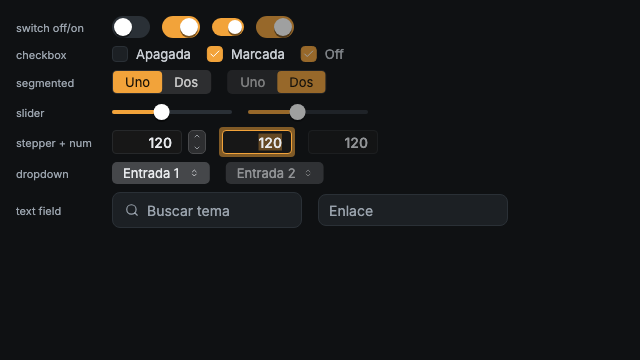 switch off/on
checkbox Apagada Marcada Off
segmented Uno Dos Uno Dos
slider
stepper + num 120 120 120
dropdown Entrada 1 Entrada 2
text field Buscar tema Enlace